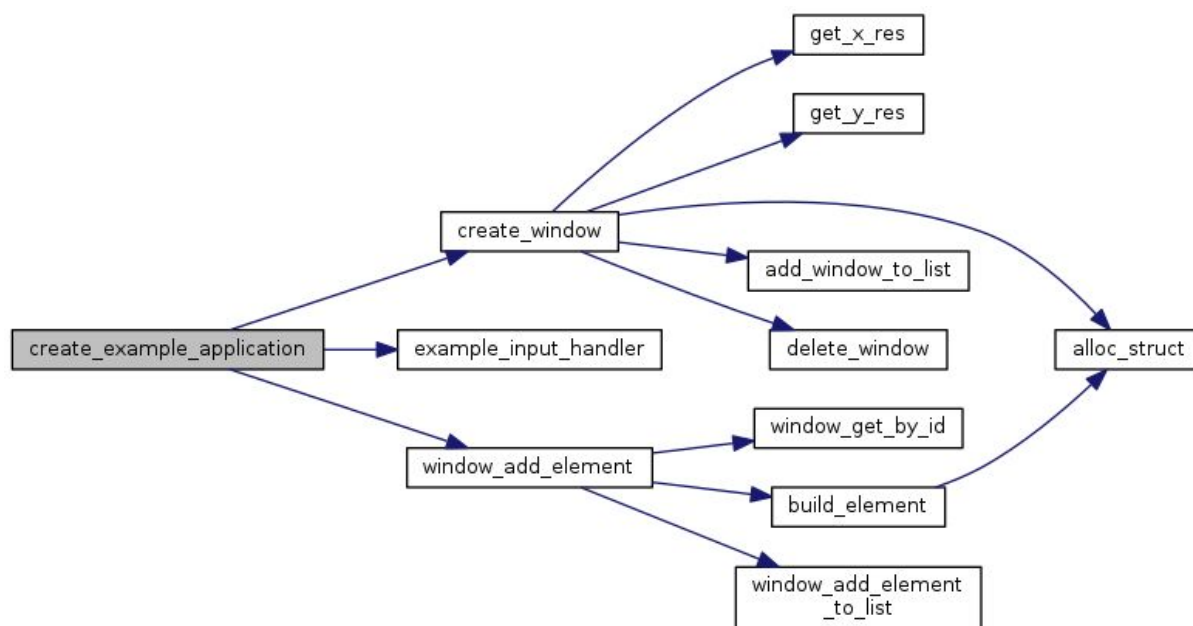 get_x_res
get_y_res
create_window
add_window_to_list
create_example_application
example_input_handler
delete_window
alloc_struct
window_get_by_id
window_add_element
build_element
window_add_element
_to_list